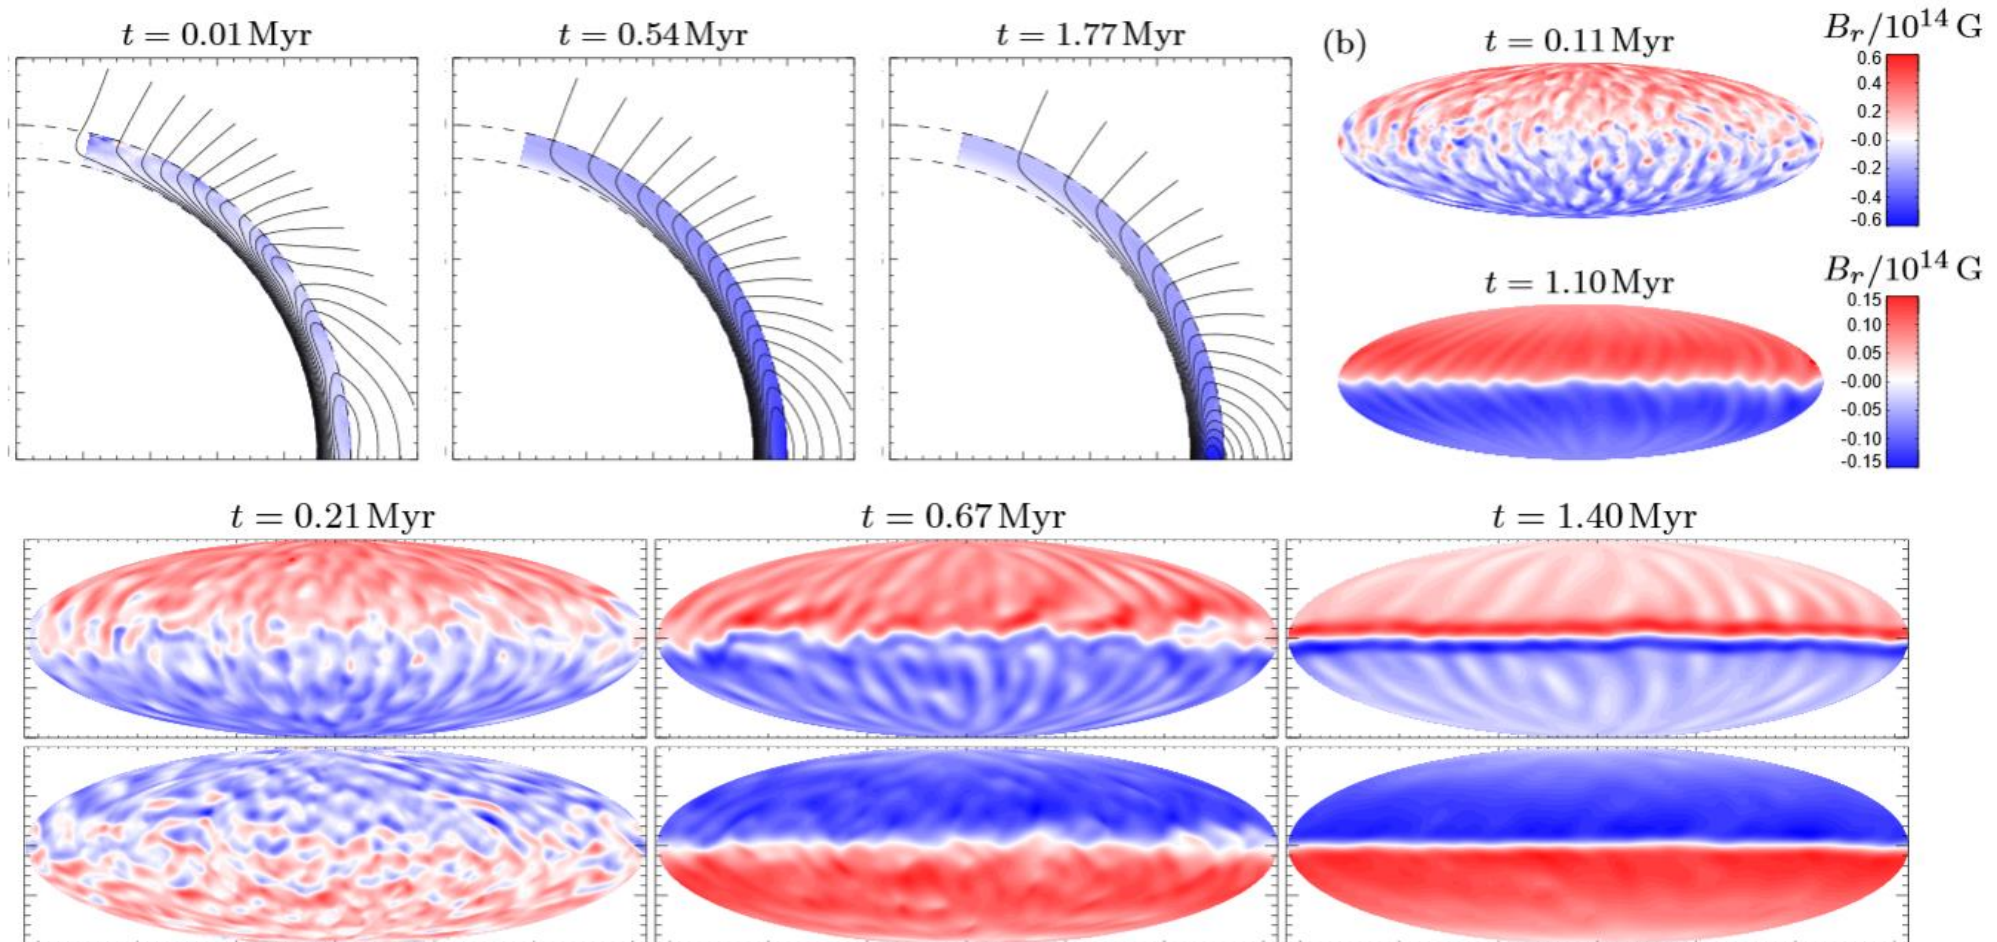 t = 0.01 Myr
t = 0.54 Myr
t = 1.77 Myr
(b)
t = 0.11 Myr
B_r/10^14 G
0.6
0.4
0.2
-0.0
-0.2
-0.4
-0.6
t = 1.10 Myr
B_r/10^14 G
0.15
0.10
0.05
-0.00
-0.05
-0.10
-0.15
t = 0.21 Myr
t = 0.67 Myr
t = 1.40 Myr